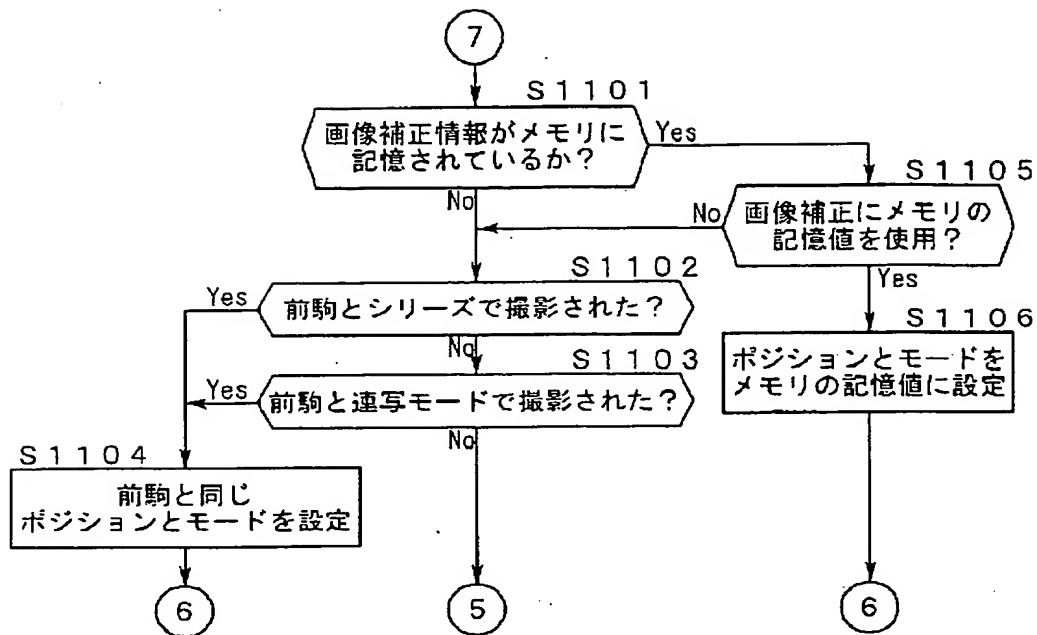 7
S1101
画像補正情報がメモリに
記憶されているか？
Yes
No
S1105
画像補正にメモリの
記憶値を使用？
No
Yes
S1102
前駒とシリーズで撮影された？
Yes
No
S1106
ポジションとモードを
メモリの記憶値に設定
S1103
前駒と連写モードで撮影された？
Yes
No
S1104
前駒と同じ
ポジションとモードを設定
6
5
6